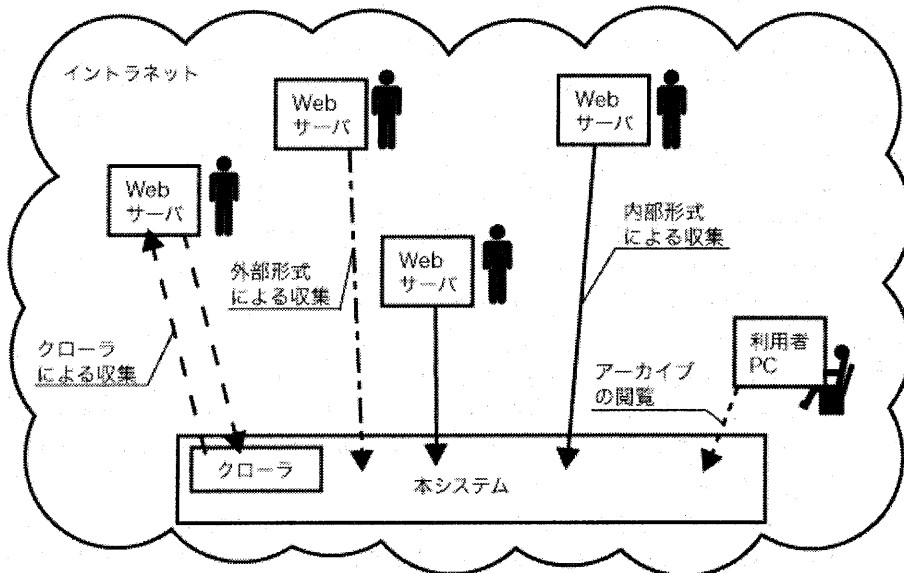 イントラネット
Web
サーバ
Web
サーバ
Web
サーバ
Web
サーバ
内部形式
による収集
外部形式
による収集
クローラ
による収集
利用者
PC
アーカイブ
の閲覧
クローラ
本システム